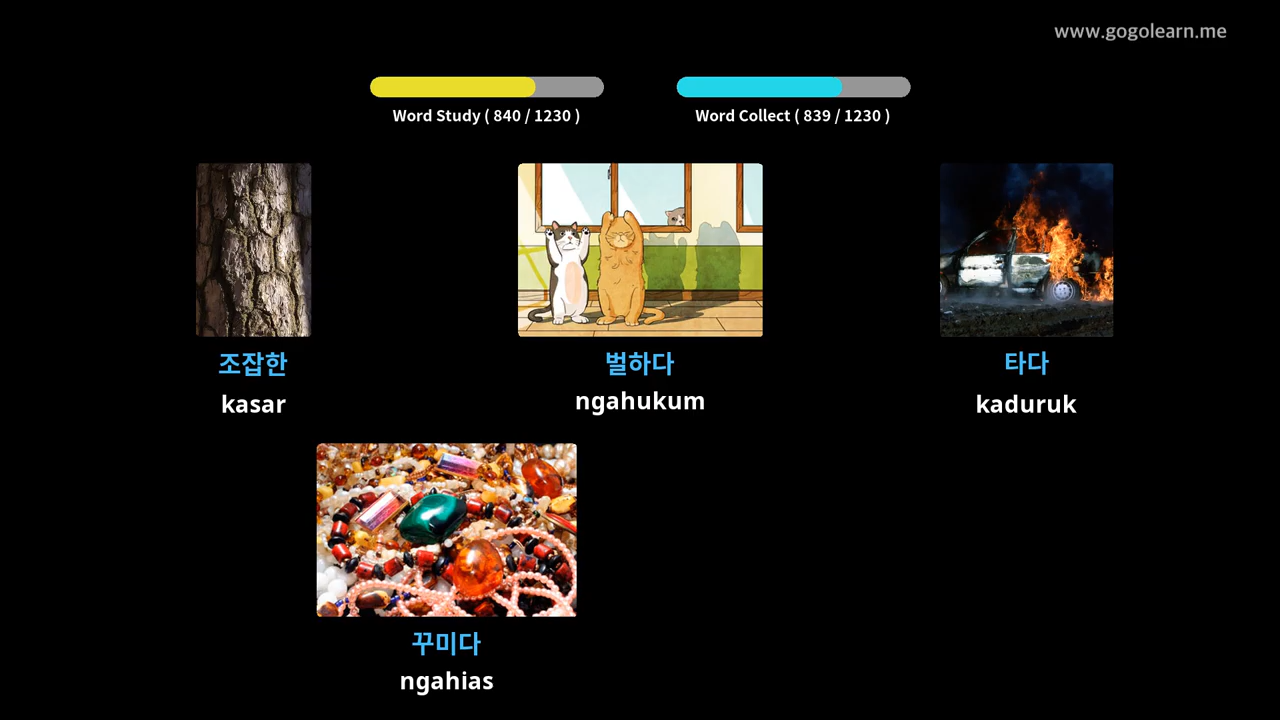 www.gogolearn.me
Word Study ( 840 / 1230 )
Word Collect ( 839 / 1230 )
조잡한
kasar
벌하다
ngahukum
타다
kaduruk
꾸미다
ngahias